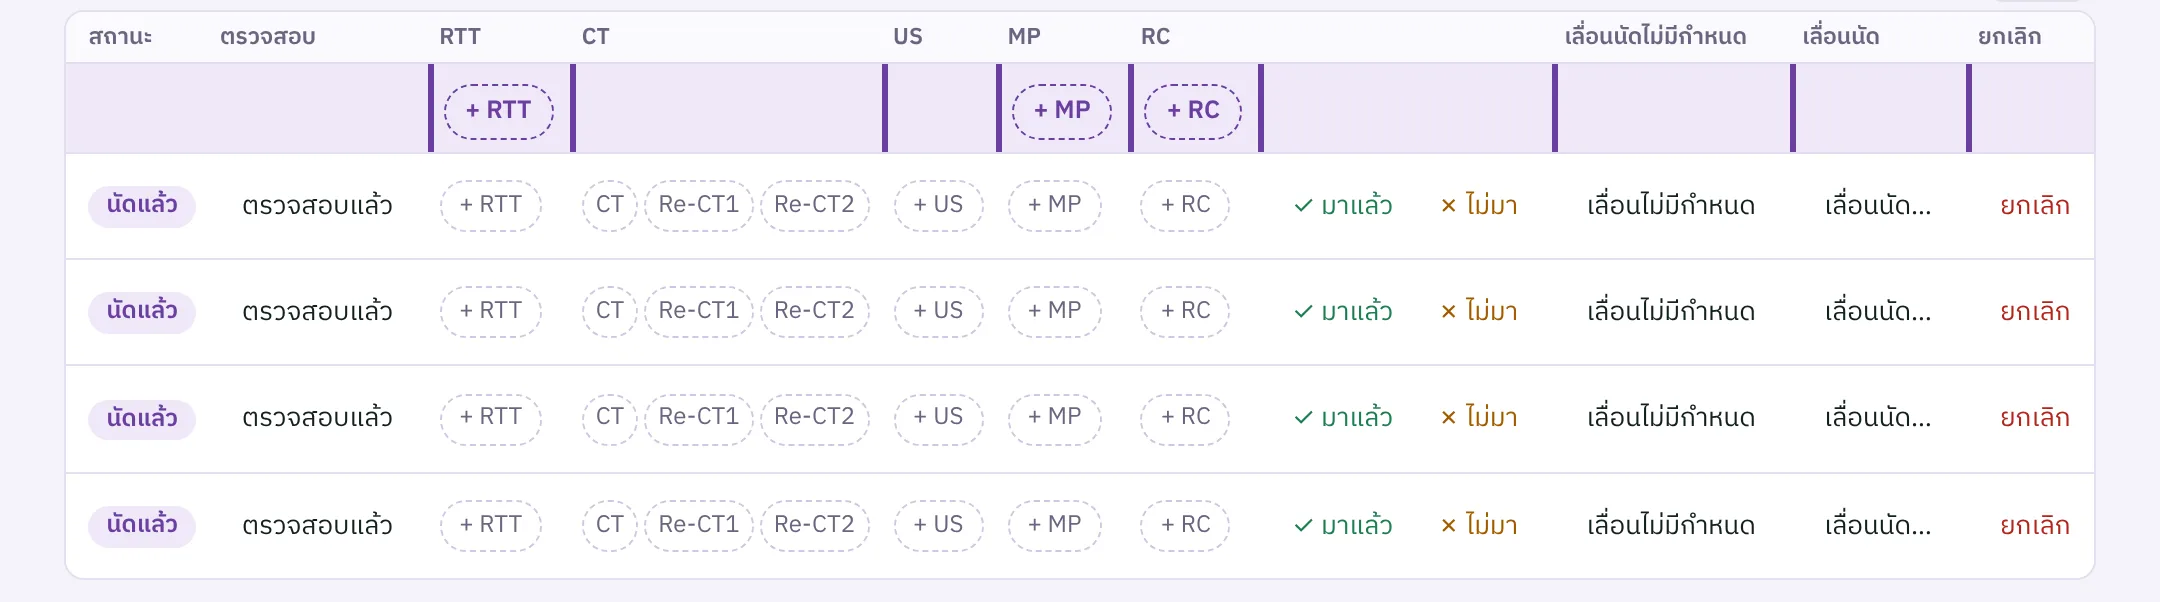 สถานะ ตรวจสอบ RTT CT US MP RC เลื่อนนัดไม่มีกำหนด เลื่อนนัด ยกเลิก
+ RTT + MP + RC
นัดแล้ว ตรวจสอบแล้ว + RTT CT Re-CT1 Re-CT2 + US + MP + RC ✓ มาแล้ว × ไม่มา เลื่อนไม่มีกำหนด เลื่อนนัด... ยกเลิก
นัดแล้ว ตรวจสอบแล้ว + RTT CT Re-CT1 Re-CT2 + US + MP + RC ✓ มาแล้ว × ไม่มา เลื่อนไม่มีกำหนด เลื่อนนัด... ยกเลิก
นัดแล้ว ตรวจสอบแล้ว + RTT CT Re-CT1 Re-CT2 + US + MP + RC ✓ มาแล้ว × ไม่มา เลื่อนไม่มีกำหนด เลื่อนนัด... ยกเลิก
นัดแล้ว ตรวจสอบแล้ว + RTT CT Re-CT1 Re-CT2 + US + MP + RC ✓ มาแล้ว × ไม่มา เลื่อนไม่มีกำหนด เลื่อนนัด... ยกเลิก